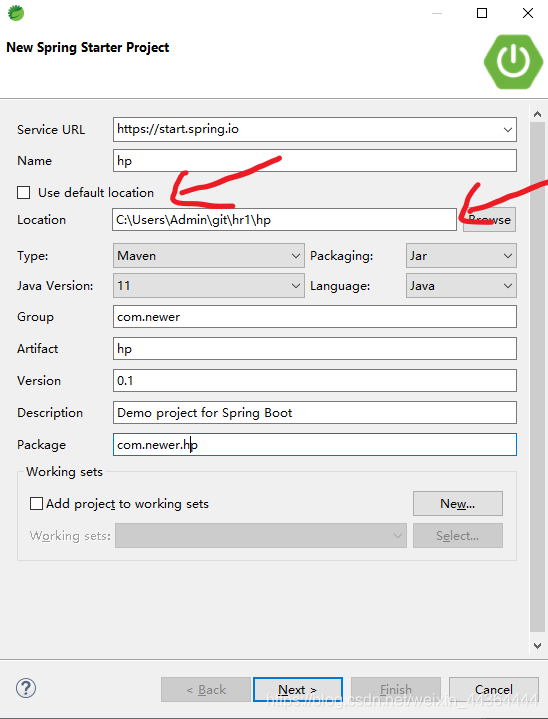 New Spring Starter Project
Service URL https://start.spring.io
Name hp
Use default location
Location C:\Users\Admin\git\hr1\hp Browse
Type: Maven Packaging: Jar
Java Version: 11 Language: Java
Group com.newer
Artifact hp
Version 0.1
Description Demo project for Spring Boot
Package com.newer.hp
Working sets
Add project to working sets New...
Working sets: Select...
? < Back Next > Finish Cancel
https://blog.csdn.net/weixin_44364444